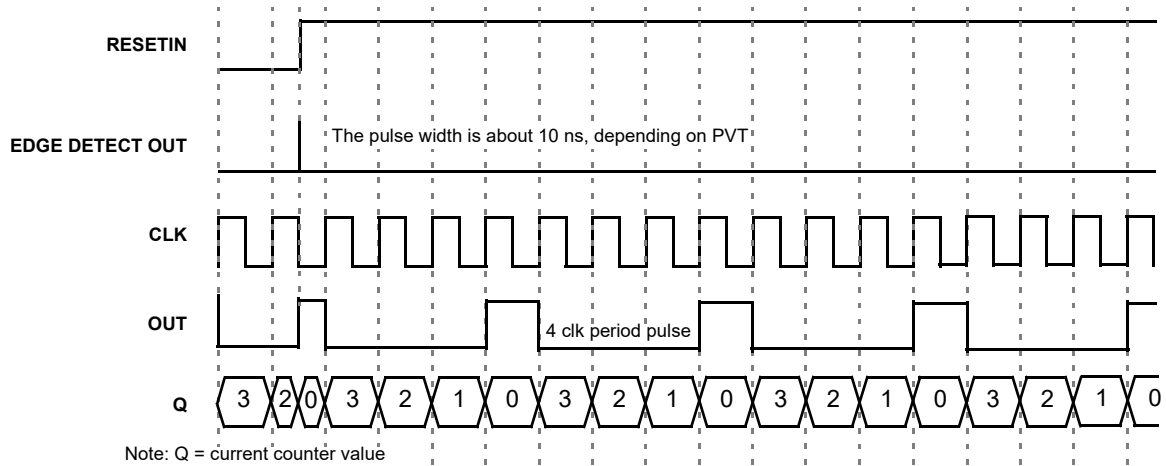 RESETIN
EDGE DETECT OUT
The pulse width is about 10 ns, depending on PVT
CLK
OUT
4 clk period pulse
Q
3 2 0 3 2 1 0 3 2 1 0 3 2 1 0 3 2 1 0
Note: Q = current counter value